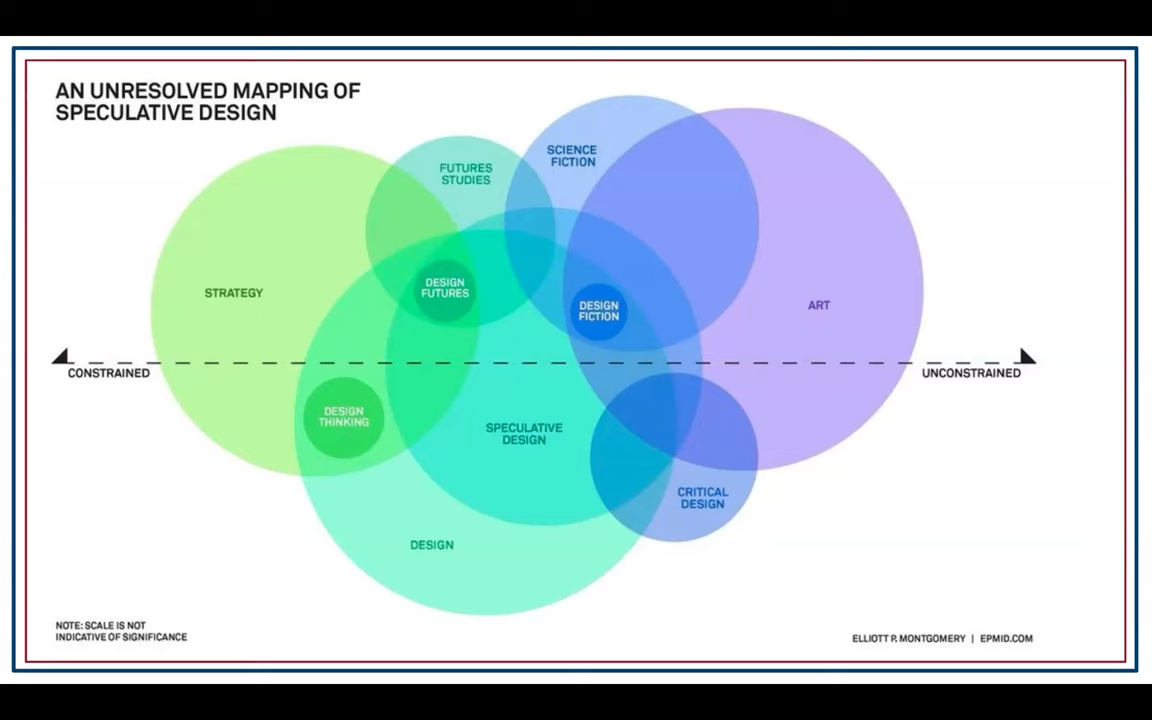 AN UNRESOLVED MAPPING OF
SPECULATIVE DESIGN
SCIENCE
FICTION
FUTURES
STUDIES
DESIGN
FUTURES
STRATEGY
DESIGN
FICTION
ART
CONSTRAINED
UNCONSTRAINED
DESIGN
THINKING
SPECULATIVE
DESIGN
CRITICAL
DESIGN
DESIGN
NOTE: SCALE IS NOT
INDICATIVE OF SIGNIFICANCE
ELLIOTT P. MONTGOMERY | EPMID.COM